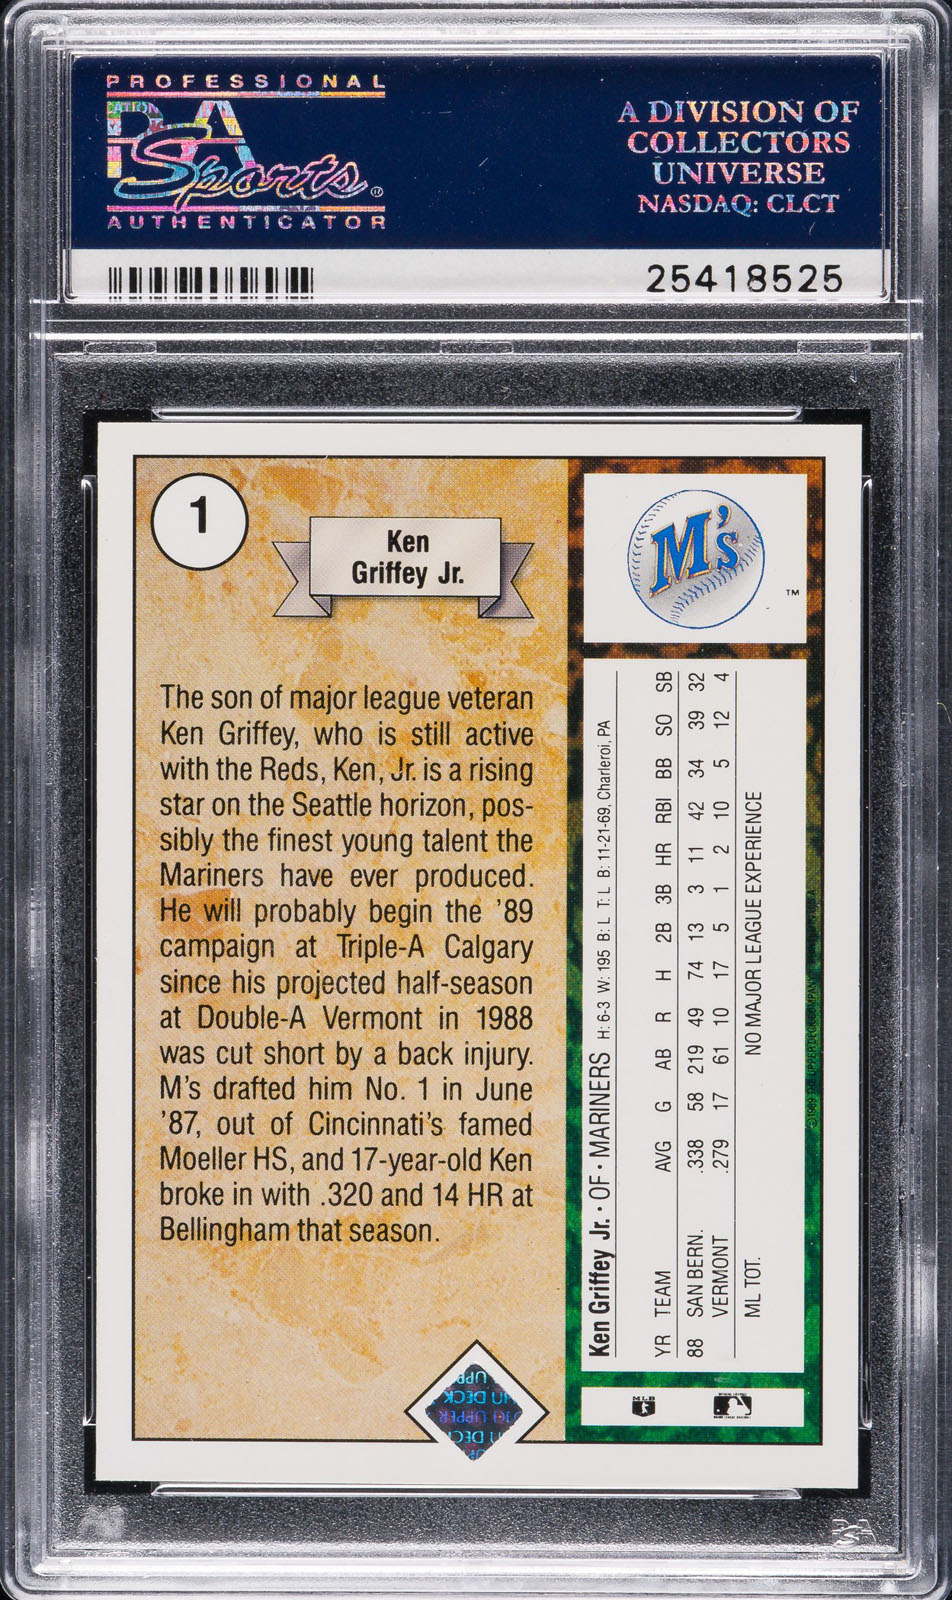 PROFESSIONAL
PSA
Sports
AUTHENTICATOR
A DIVISION OF
COLLECTORS
UNIVERSE
NASDAQ: CLCT
25418525
1
Ken
Griffey Jr.
M's
TM
The son of major league veteran
Ken Griffey, who is still active
with the Reds, Ken, Jr. is a rising
star on the Seattle horizon, pos-
sibly the finest young talent the
Mariners have ever produced.
He will probably begin the '89
campaign at Triple-A Calgary
since his projected half-season
at Double-A Vermont in 1988
was cut short by a back injury.
M's drafted him No. 1 in June
'87, out of Cincinnati's famed
Moeller HS, and 17-year-old Ken
broke in with .320 and 14 HR at
Bellingham that season.
Ken Griffey Jr. • OF • MARINERS H: 6-3 W: 195 B: L T: L B: 11-21-69, Charleroi, PA
YR TEAM AVG G AB R H 2B 3B HR RBI BB SO SB
88 SAN BERN. .338 58 219 49 74 13 3 11 42 34 39 32
VERMONT .279 17 61 10 17 5 1 2 10 5 12 4
ML TOT. NO MAJOR LEAGUE EXPERIENCE
UPPER DECK
MLB
PSA